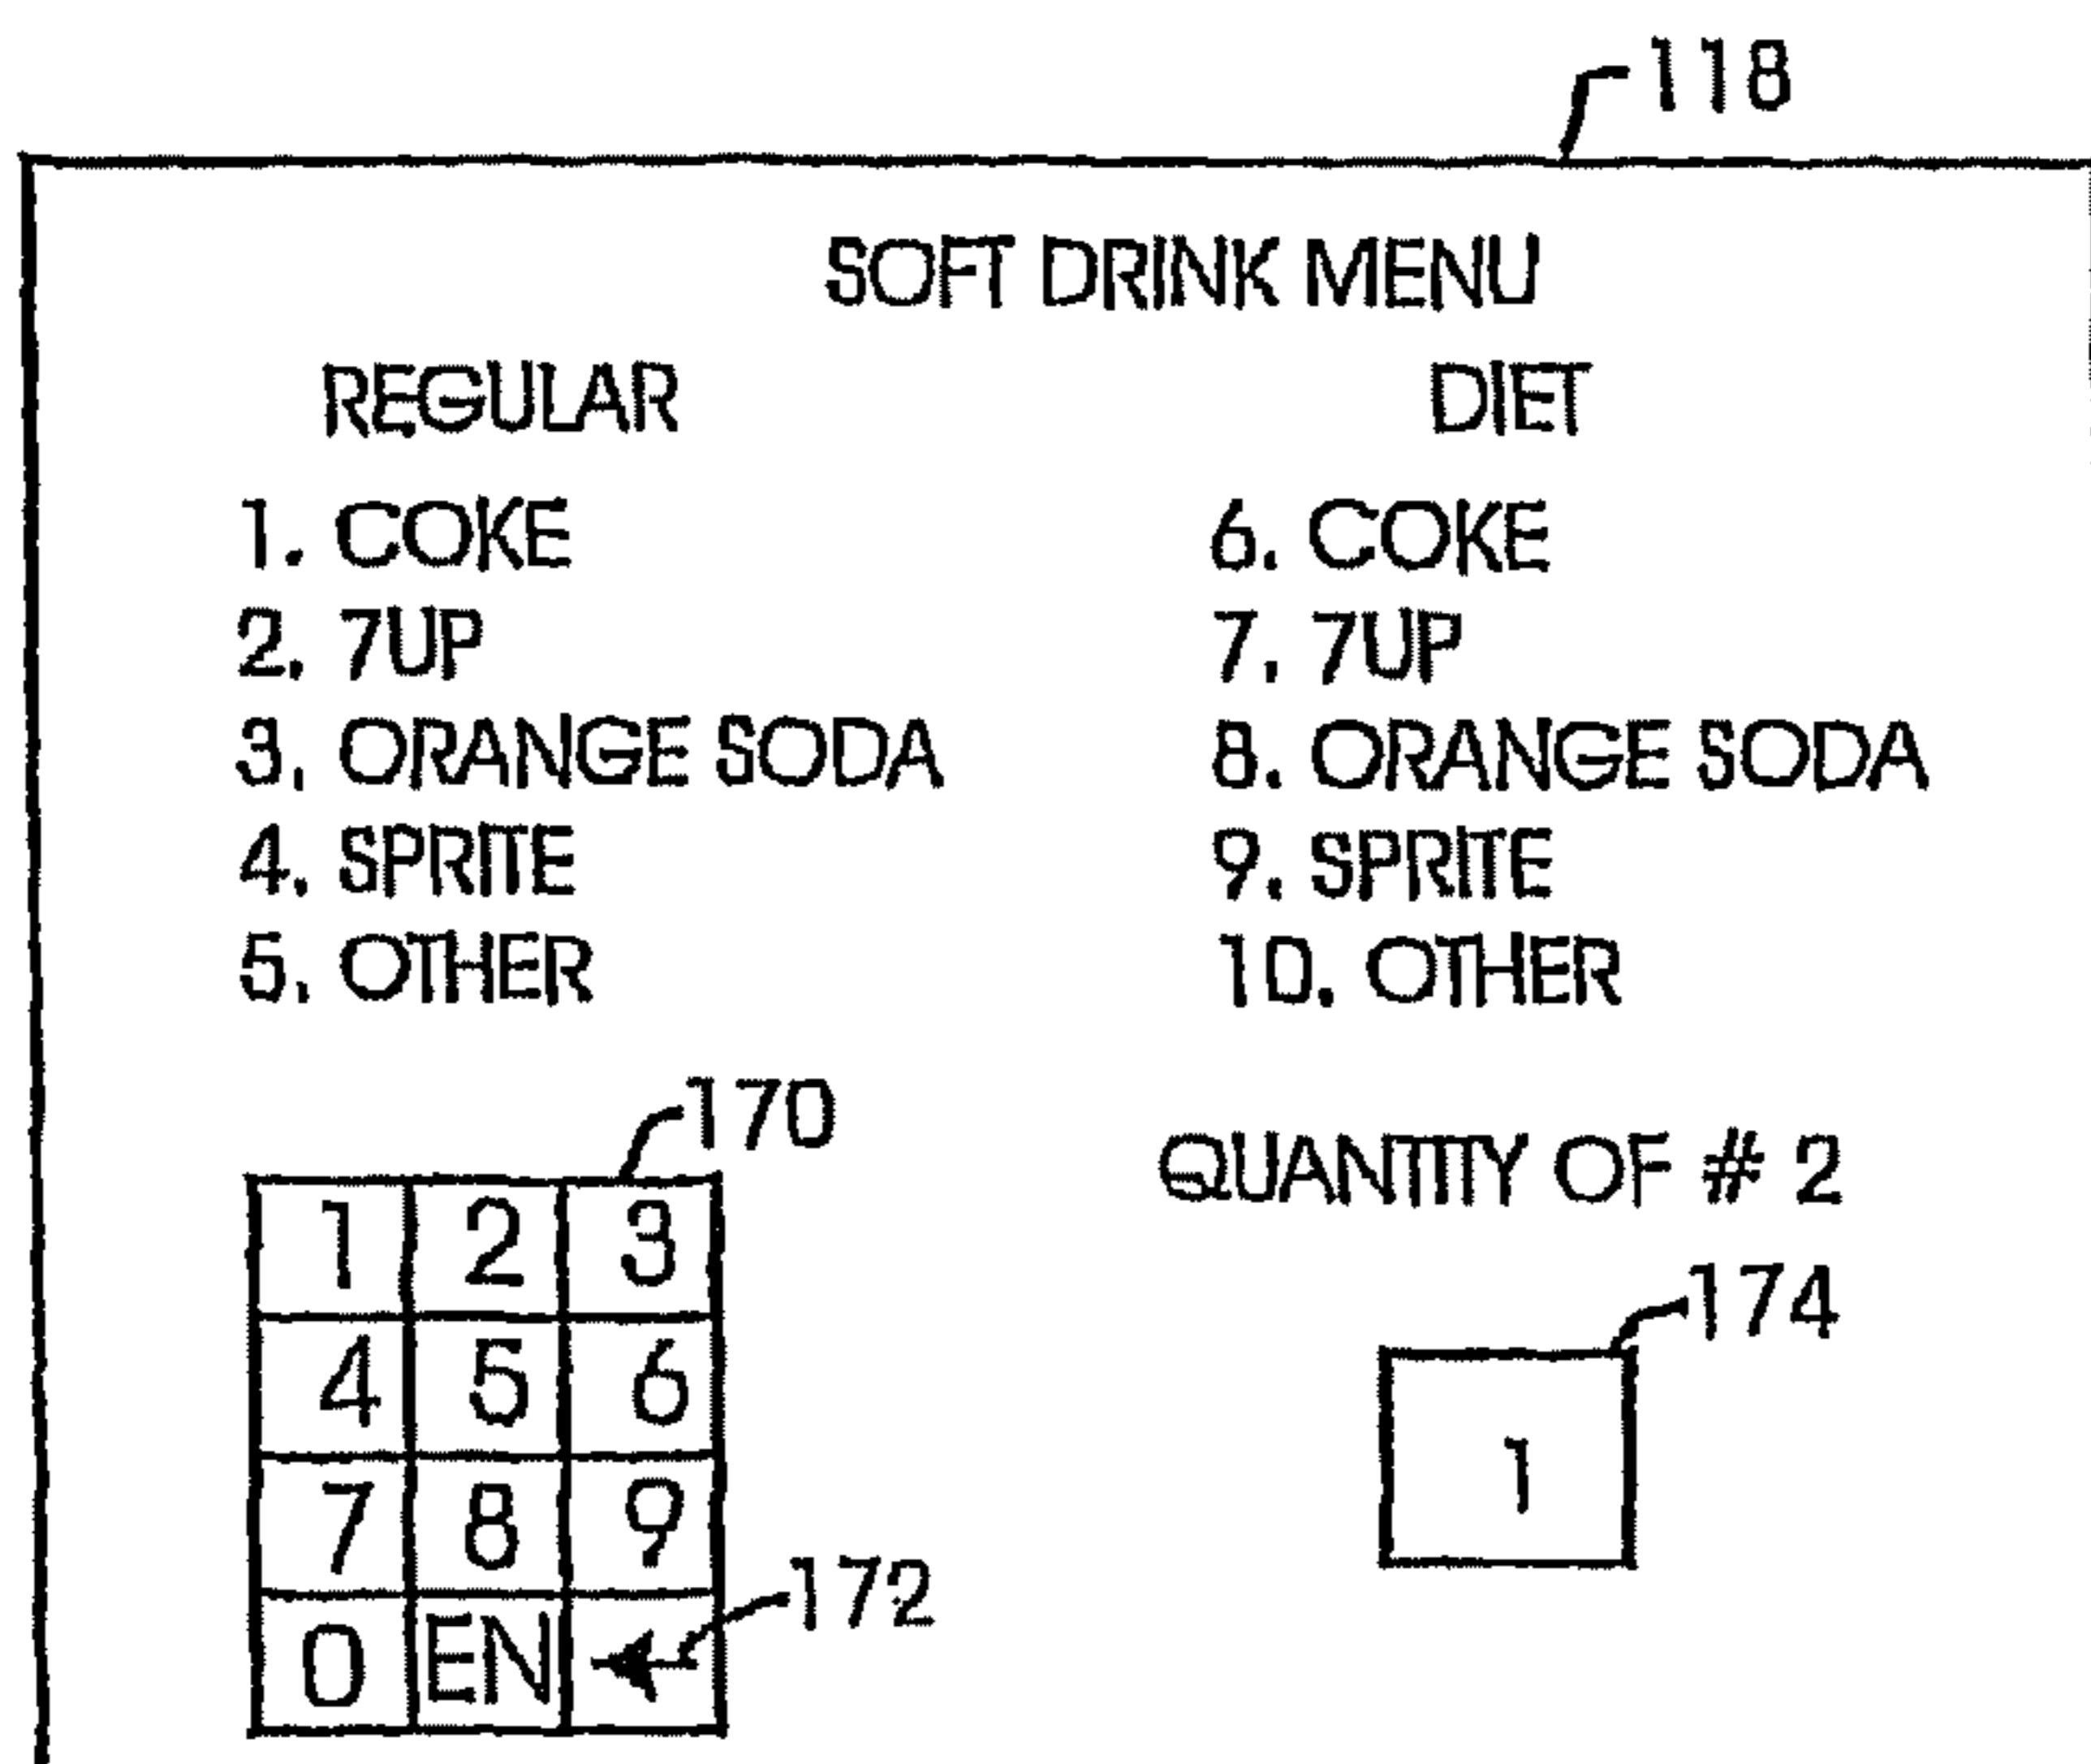 118
SOFT DRINK MENU
REGULAR DIET
1. COKE 6. COKE
2. 7UP 7. 7UP
3. ORANGE SODA 8. ORANGE SODA
4. SPRITE 9. SPRITE
5. OTHER 10. OTHER
170
QUANTITY OF # 2
1 2 3
174
4 5 6
1
7 8 9
172
0 EN